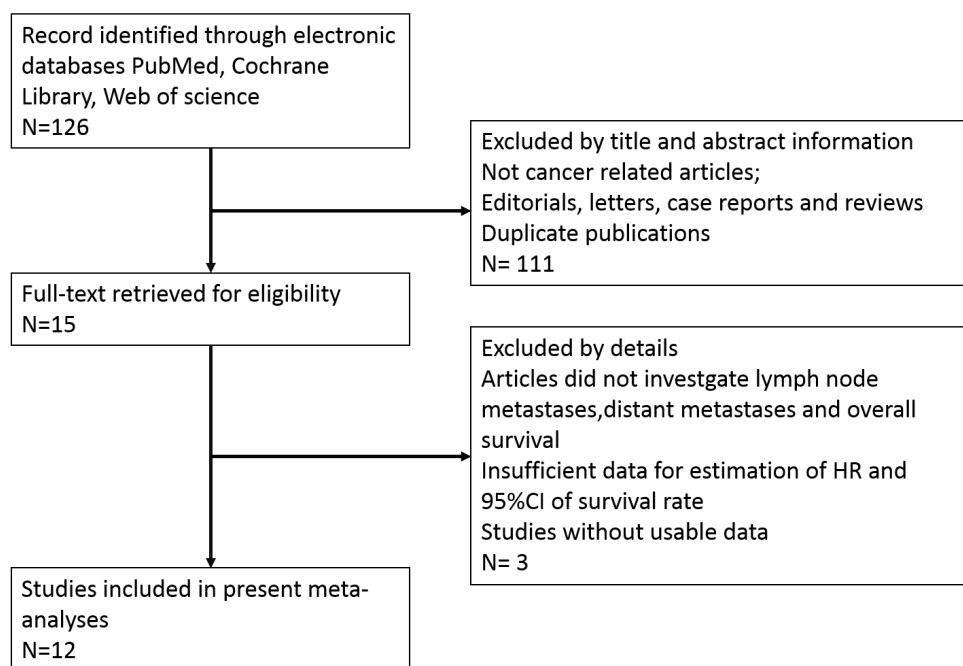 Record identified through electronic
databases PubMed, Cochrane
Library, Web of science
N=126
Excluded by title and abstract information
Not cancer related articles;
Editorials, letters, case reports and reviews
Duplicate publications
N= 111
Full-text retrieved for eligibility
N=15
Excluded by details
Articles did not investgate lymph node
metastases,distant metastases and overall
survival
Insufficient data for estimation of HR and
95%CI of survival rate
Studies without usable data
N= 3
Studies included in present meta-
analyses
N=12